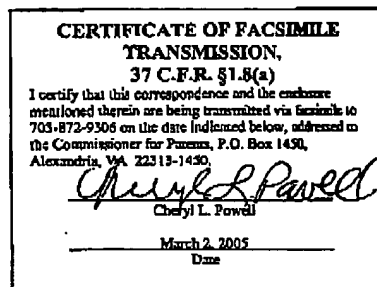 CERTIFICATE OF FACSIMILE
TRANSMISSION,
37 C.F.R. §1.8(a)
I certify that this correspondence and the enclosure
mentioned therein are being transmitted via facsimile to
703-872-9306 on the date indicated below, addressed to
the Commissioner for Patents, P.O. Box 1450,
Alexandria, VA 22313-1450.
Cheryl L Powell
Cheryl L. Powell
March 2, 2005
Date